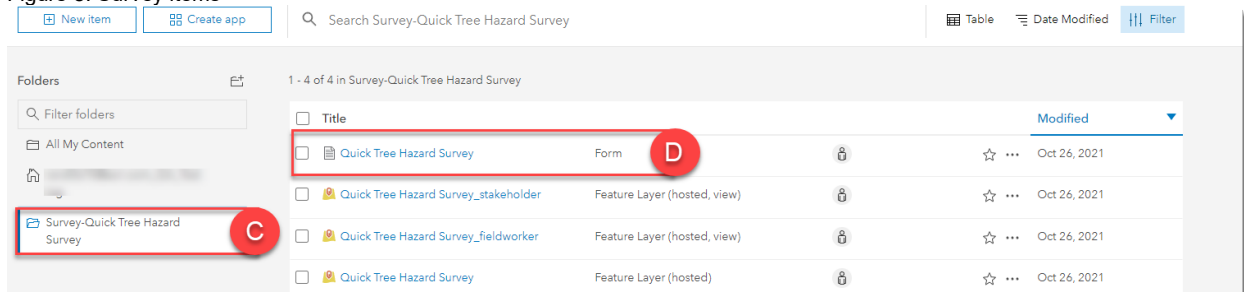 Figure 3. Survey items
New item Create app Search Survey-Quick Tree Hazard Survey Table Date Modified Filter
Folders 1 - 4 of 4 in Survey-Quick Tree Hazard Survey
Filter folders Title Modified
All My Content Quick Tree Hazard Survey Form D Oct 26, 2021
Quick Tree Hazard Survey_stakeholder Feature Layer (hosted, view) Oct 26, 2021
Survey-Quick Tree Hazard
Survey C Quick Tree Hazard Survey_fieldworker Feature Layer (hosted, view) Oct 26, 2021
Quick Tree Hazard Survey Feature Layer (hosted) Oct 26, 2021